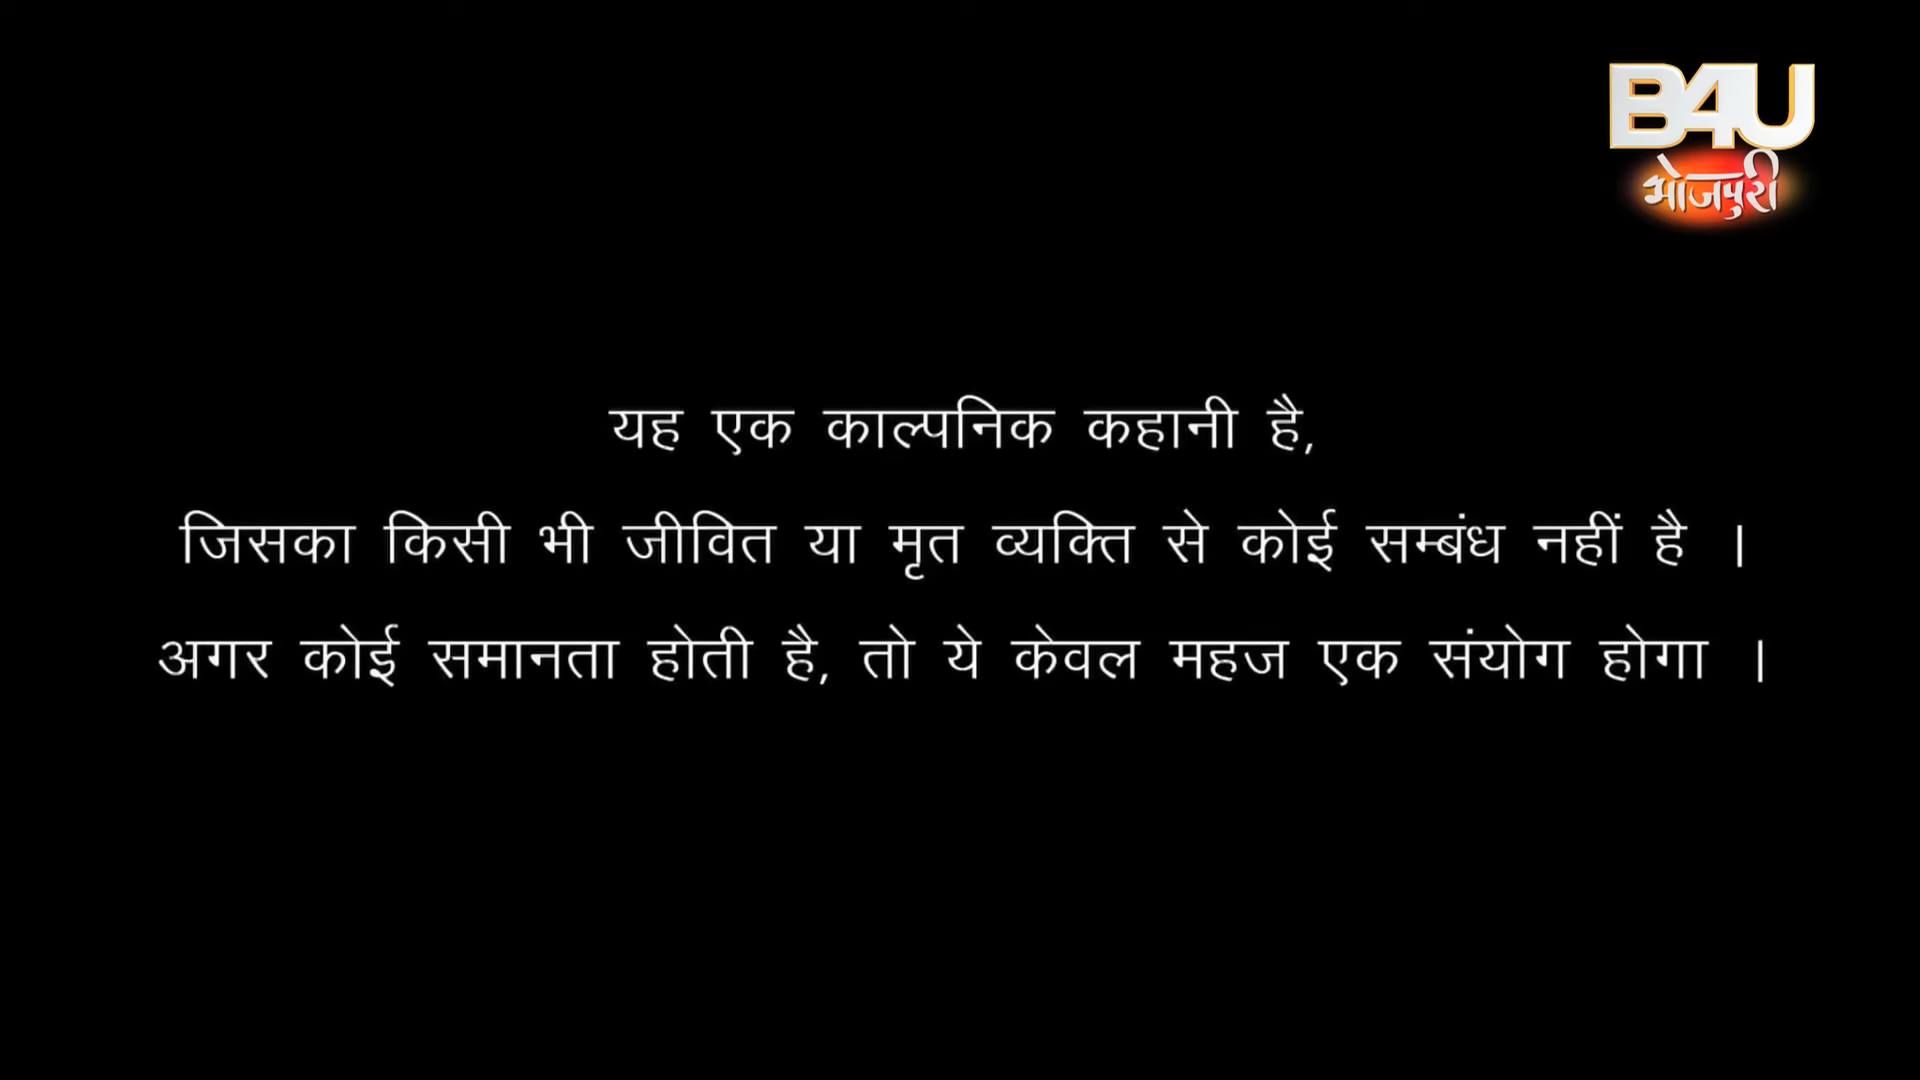 B4U
भोजपुरी
यह एक काल्पनिक कहानी है,
जिसका किसी भी जीवित या मृत व्यक्ति से कोई सम्बंध नहीं है ।
अगर कोई समानता होती है, तो ये केवल महज एक संयोग होगा ।